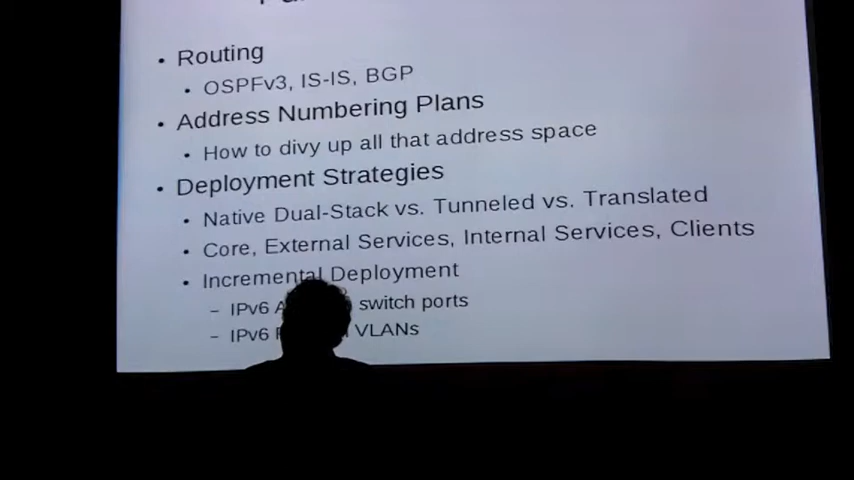 • Routing
• OSPFv3, IS-IS, BGP
• Address Numbering Plans
• How to divy up all that address space
• Deployment Strategies
• Native Dual-Stack vs. Tunneled vs. Translated
• Core, External Services, Internal Services, Clients
• Incremental Deployment
– IPv6 switch ports
– IPv6 VLANs